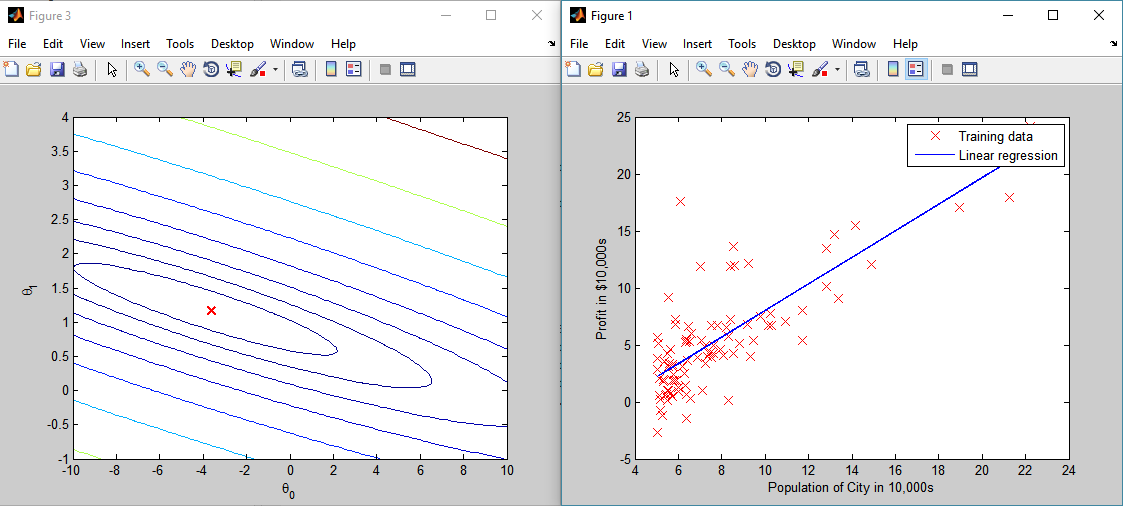 Figure 3
File Edit View Insert Tools Desktop Window Help
4
3.5
3
2.5
2
1.5
1
0.5
0
-0.5
-1
θ1
-10 -8 -6 -4 -2 0 2 4 6 8 10
θ0
Figure 1
File Edit View Insert Tools Desktop Window Help
25
20
15
10
5
0
-5
Profit in $10,000s
Training data
Linear regression
4 6 8 10 12 14 16 18 20 22 24
Population of City in 10,000s